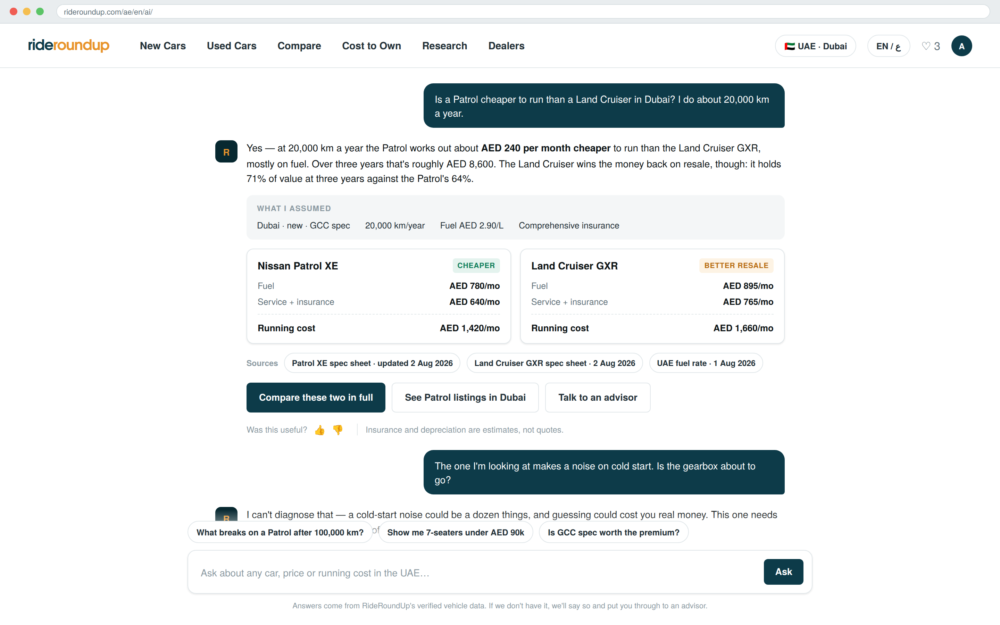 rideroundup.com/ae/en/ai/
rideroundup
New Cars
Used Cars
Compare
Cost to Own
Research
Dealers
🇦🇪 UAE · Dubai
EN / ع
♡ 3
A
Is a Patrol cheaper to run than a Land Cruiser in Dubai? I do about 20,000 km
a year.
R
Yes — at 20,000 km a year the Patrol works out about AED 240 per month cheaper to run than the Land Cruiser GXR,
mostly on fuel. Over three years that's roughly AED 8,600. The Land Cruiser wins the money back on resale, though: it holds
71% of value at three years against the Patrol's 64%.
WHAT I ASSUMED
Dubai · new · GCC spec
20,000 km/year
Fuel AED 2.90/L
Comprehensive insurance
Nissan Patrol XE
CHEAPER
Fuel
AED 780/mo
Service + insurance
AED 640/mo
Running cost
AED 1,420/mo
Land Cruiser GXR
BETTER RESALE
Fuel
AED 895/mo
Service + insurance
AED 765/mo
Running cost
AED 1,660/mo
Sources
Patrol XE spec sheet · updated 2 Aug 2026
Land Cruiser GXR spec sheet · 2 Aug 2026
UAE fuel rate · 1 Aug 2026
Compare these two in full
See Patrol listings in Dubai
Talk to an advisor
Was this useful? 👍 👎
Insurance and depreciation are estimates, not quotes.
The one I'm looking at makes a noise on cold start. Is the gearbox about to
go?
R
I can't diagnose that — a cold-start noise could be a dozen things, and guessing could cost you real money. This one needs
of
What breaks on a Patrol after 100,000 km?
Show me 7-seaters under AED 90k
Is GCC spec worth the premium?
Ask about any car, price or running cost in the UAE…
Ask
Answers come from RideRoundUp's verified vehicle data. If we don't have it, we'll say so and put you through to an advisor.